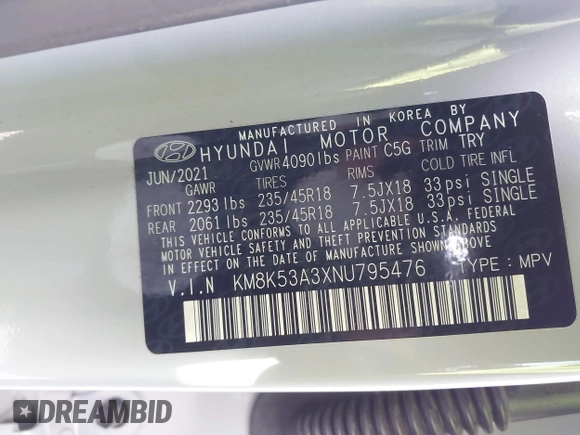 MANUFACTURED IN KOREA BY
HYUNDAI MOTOR COMPANY
JUN/2021 GVWR 4090 lbs PAINT C5G TRIM TRY
GAWR TIRES RIMS COLD TIRE INFL
FRONT 2293 lbs 235/45R18 7.5JX18 33 psi SINGLE
REAR 2061 lbs 235/45R18 7.5JX18 33 psi SINGLE
THIS VEHICLE CONFORMS TO ALL APPLICABLE U.S.A. FEDERAL
MOTOR VEHICLE SAFETY AND THEFT PREVENTION STANDARDS
IN EFFECT ON THE DATE OF MANUFACTURE SHOWN ABOVE
V.I.N KM8K53A3XNU795476 TYPE : MPV
DREAMBID